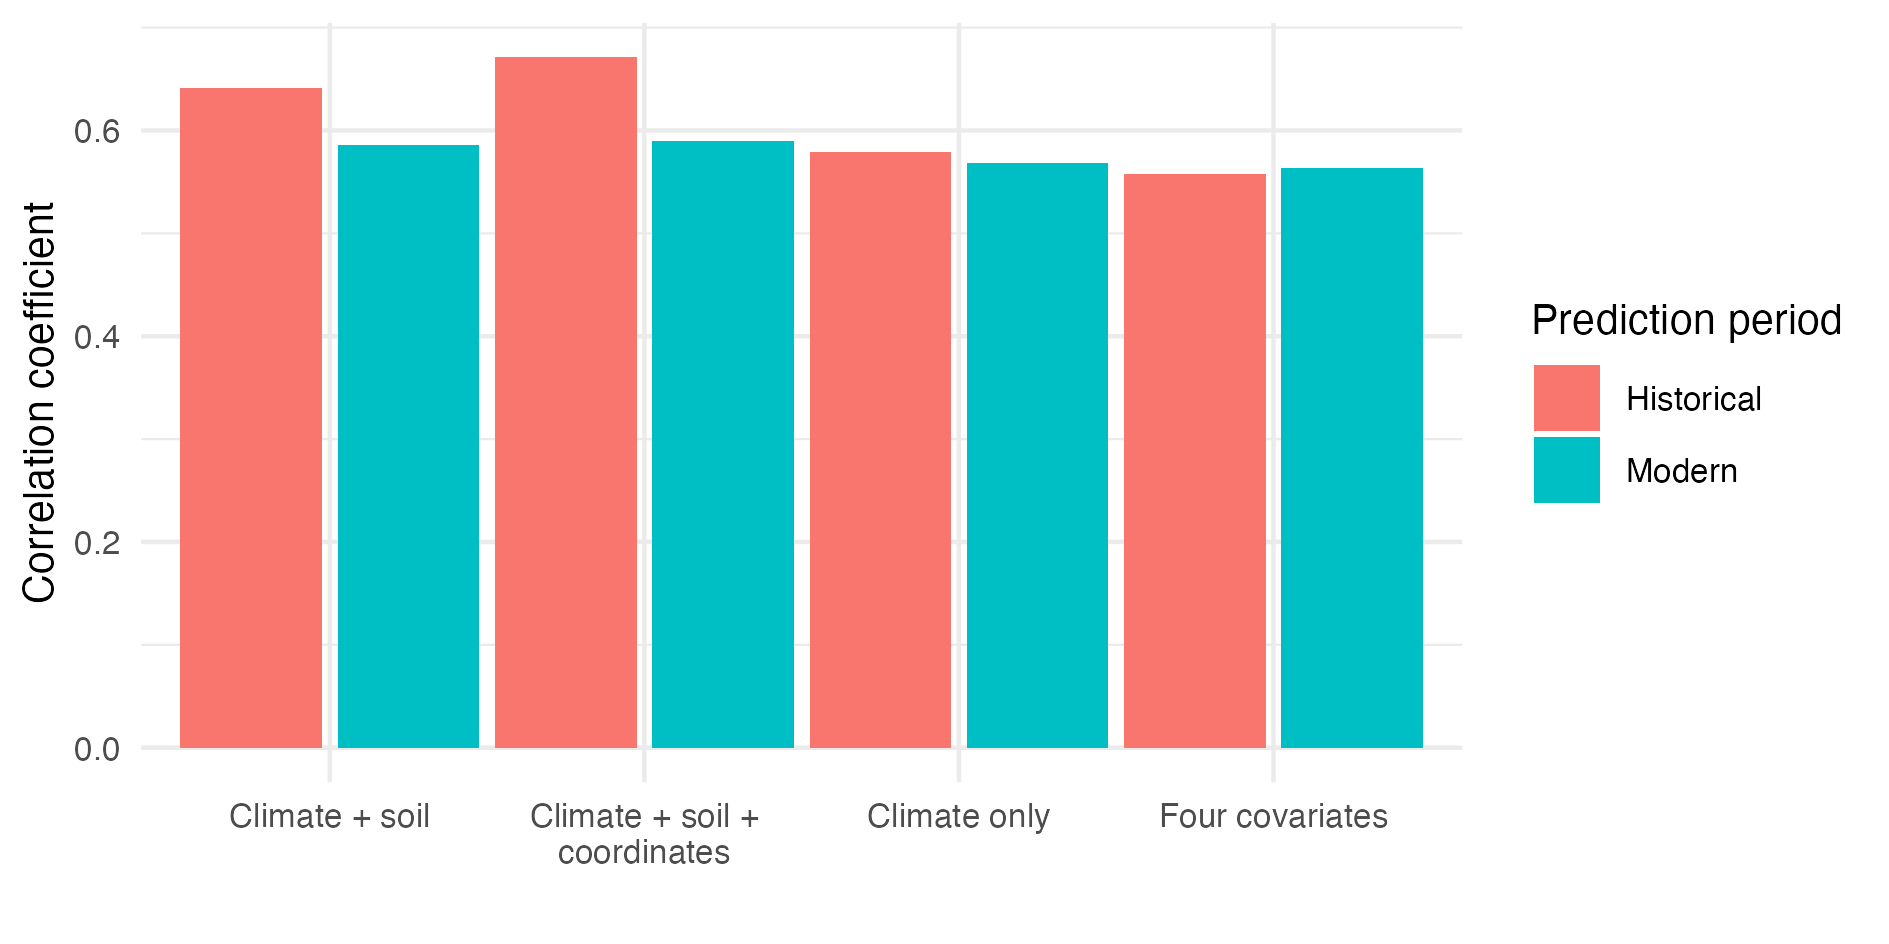 Correlation coefficient
0.6
0.4
0.2
0.0
Climate + soil
Climate + soil +
coordinates
Climate only
Four covariates
Prediction period
Historical
Modern